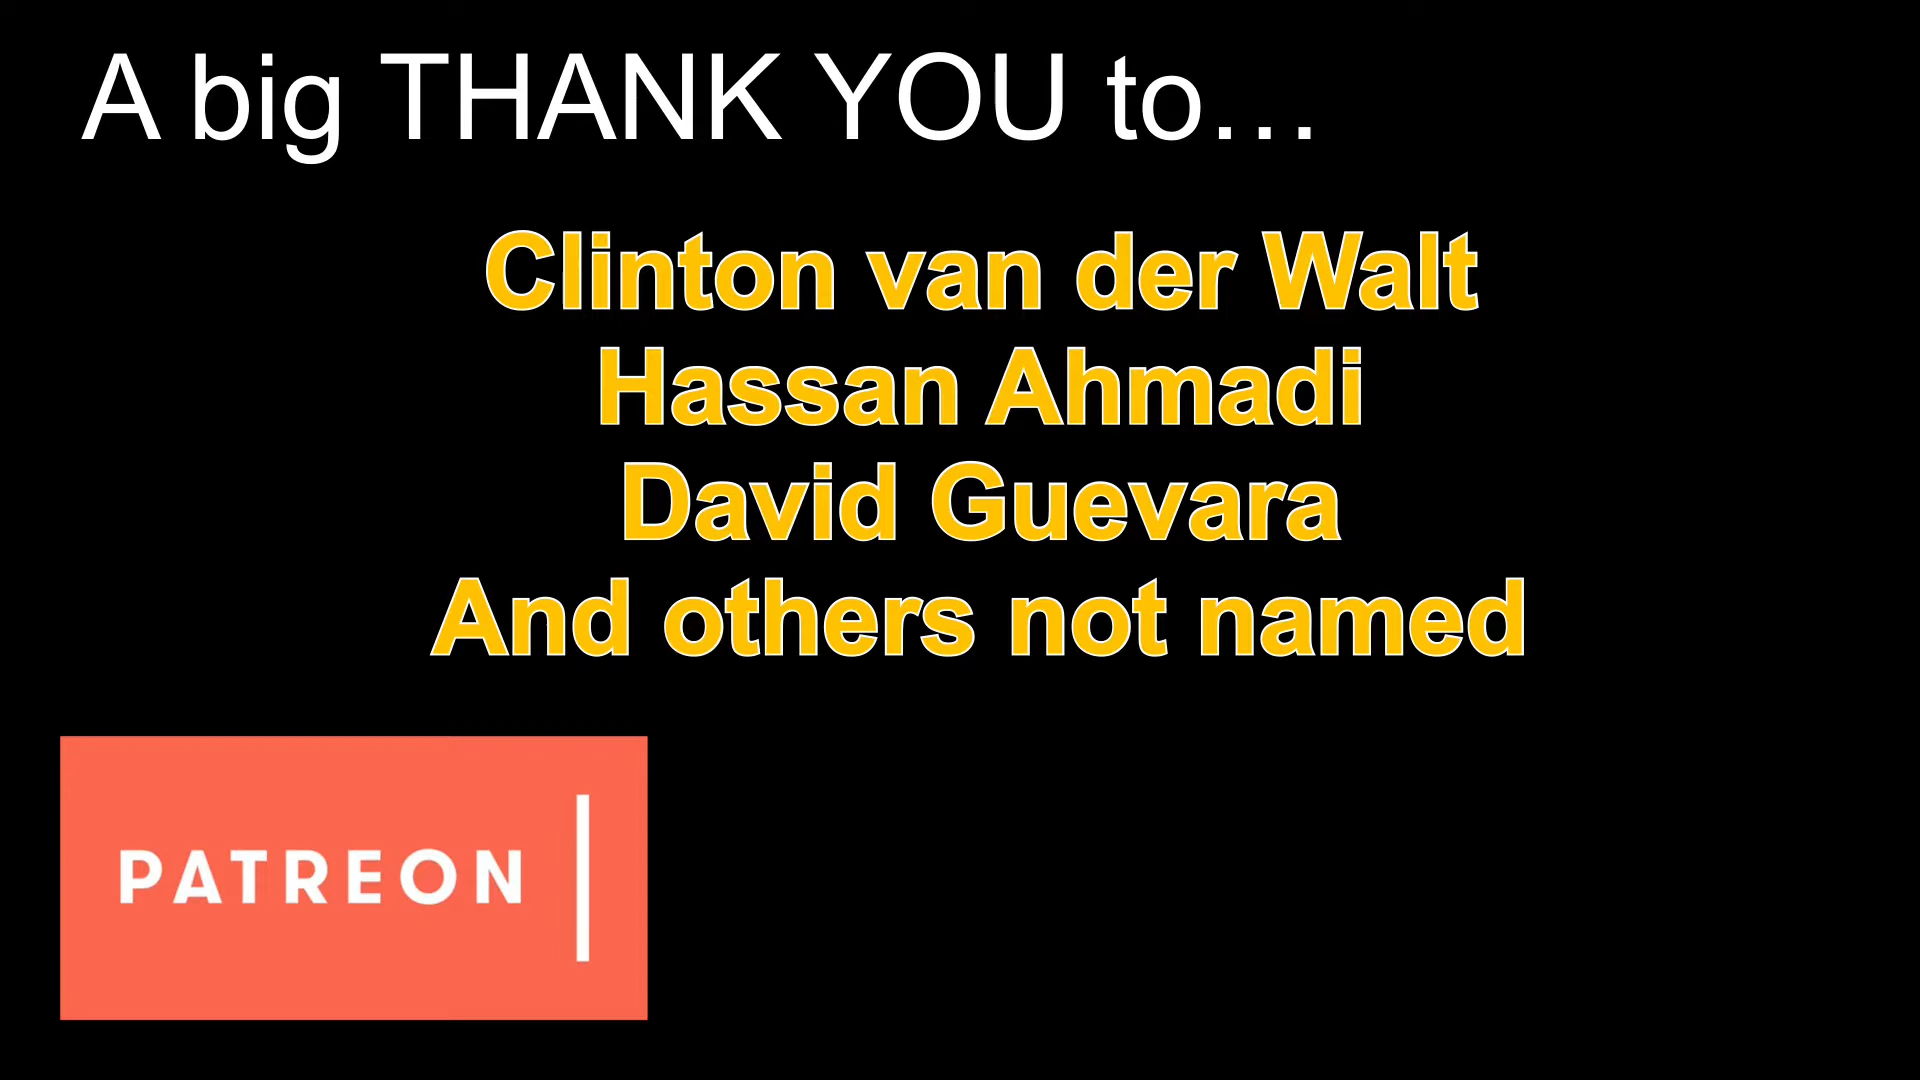 A big THANK YOU to…
Clinton van der Walt
Hassan Ahmadi
David Guevara
And others not named
PATREON